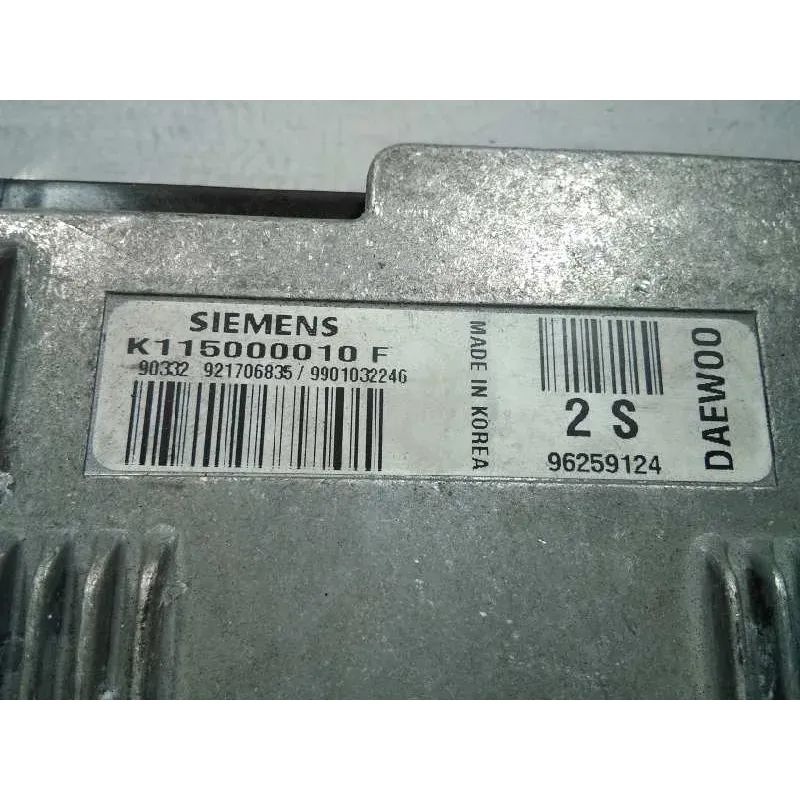 SIEMENS
K115000010 F
90332 921706835 / 9901032246
MADE IN KOREA
2 S
96259124
DAEWOO